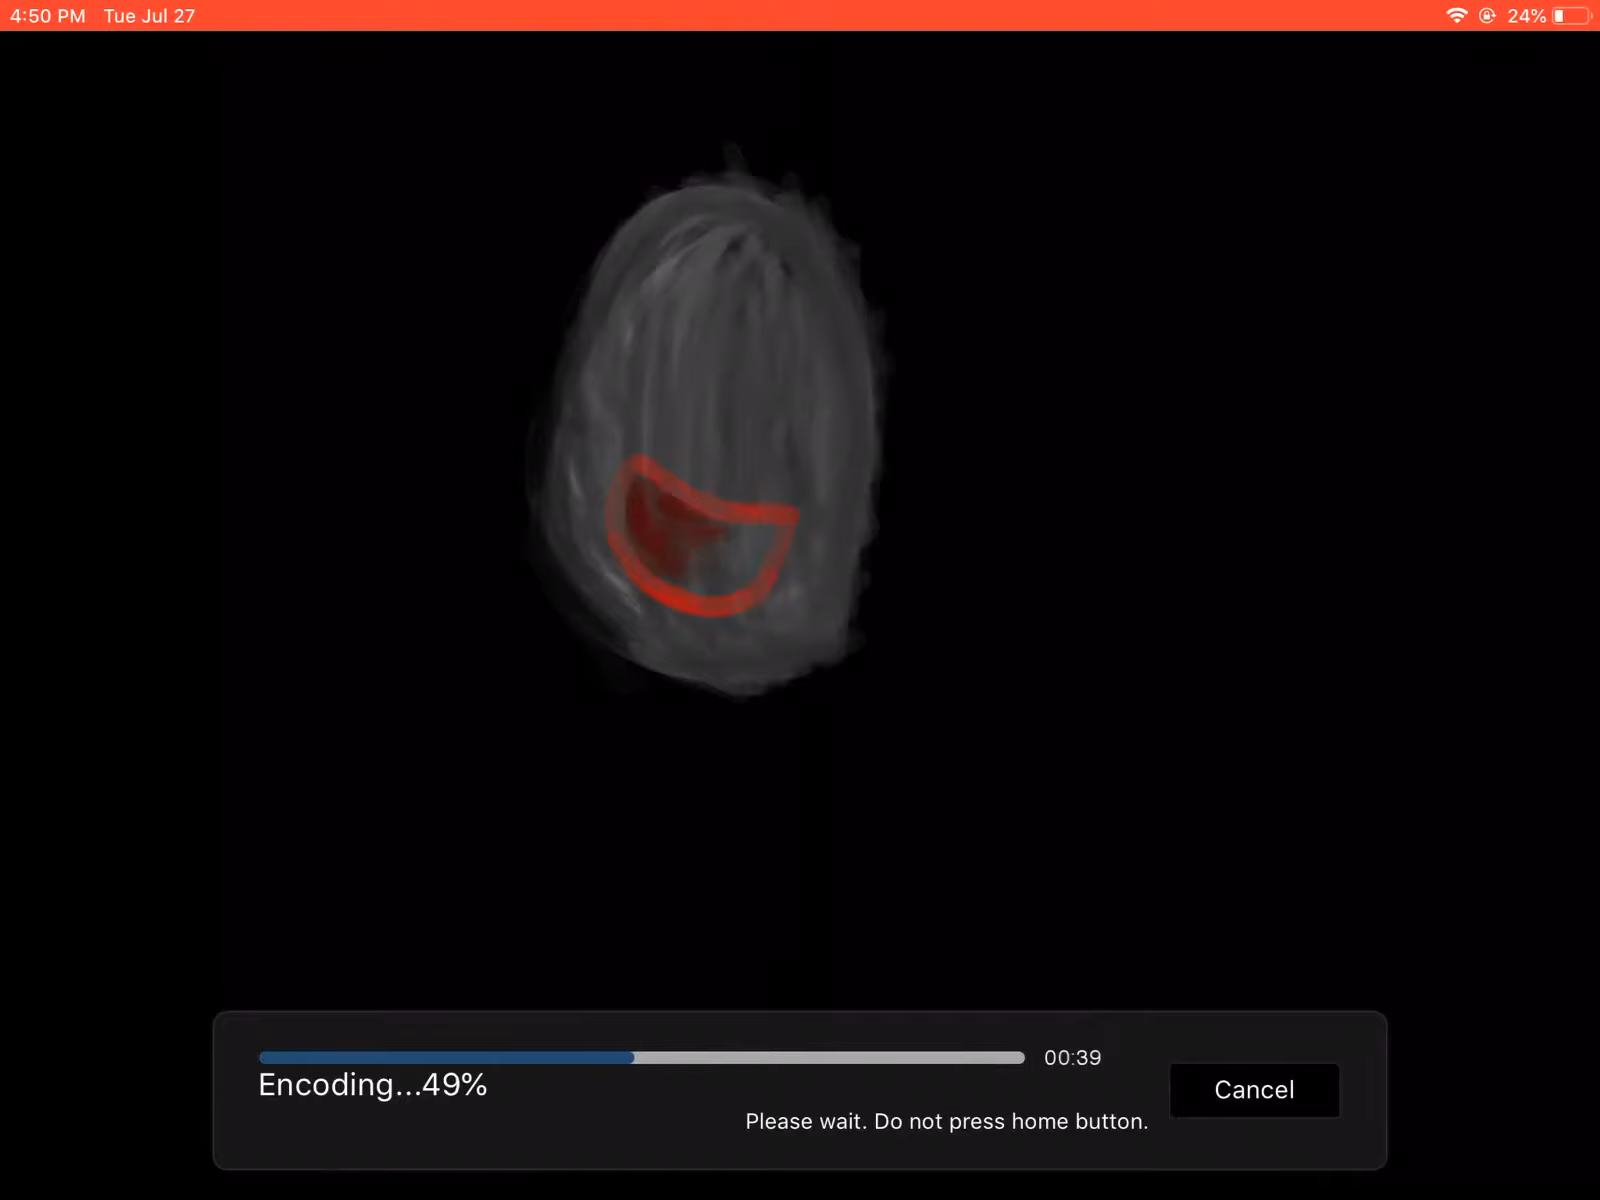 4:50 PM Tue Jul 27 24%
00:39
Encoding...49%
Cancel
Please wait. Do not press home button.